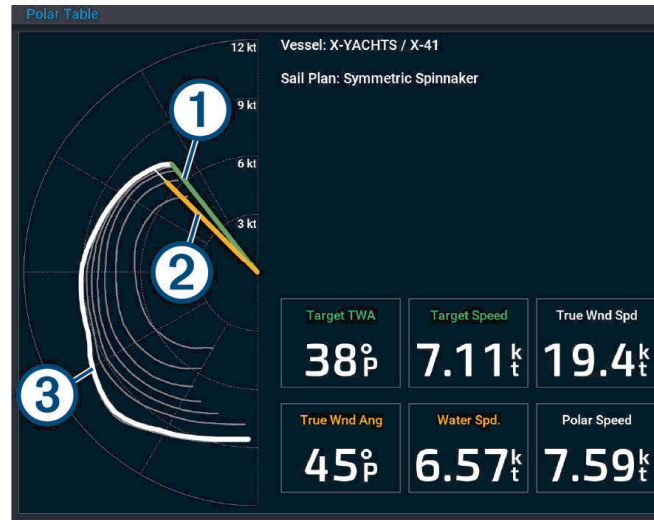 Polar Table
12 kt
Vessel: X-YACHTS / X-41
Sail Plan: Symmetric Spinnaker
9 kt
1
6 kt
3 kt
2
3
Target TWA
38°P
Target Speed
7.11kt
True Wnd Spd
19.4kt
True Wnd Ang
45°P
Water Spd.
6.57kt
Polar Speed
7.59kt